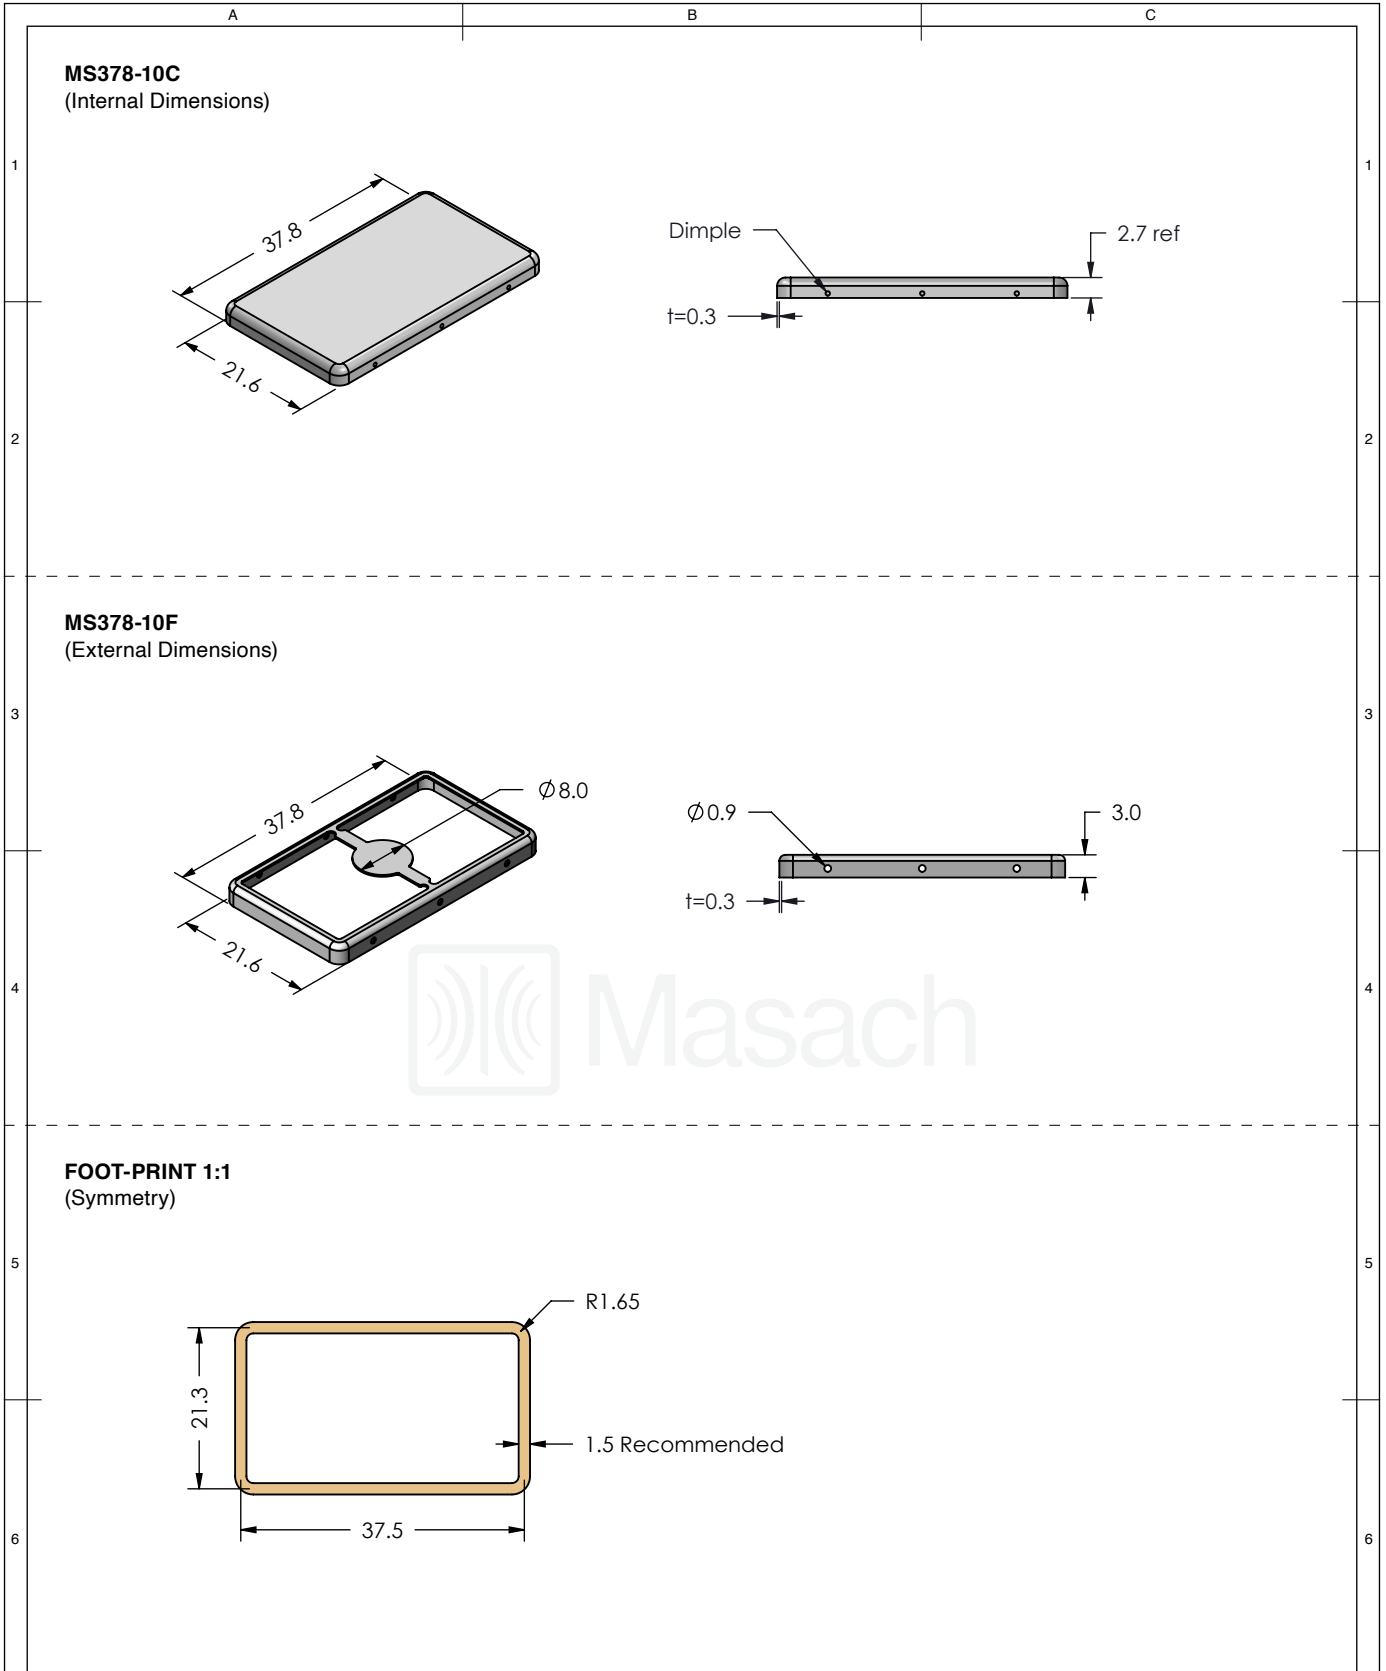 A B C
MS378-10C
(Internal Dimensions)
1 1
37.8
21.6
Dimple
2.7 ref
t=0.3
2 2
MS378-10F
(External Dimensions)
3 3
37.8
21.6
Ø8.0
Ø0.9
3.0
t=0.3
Masach
4 4
FOOT-PRINT 1:1
(Symmetry)
5 5
R1.65
21.3
1.5 Recommended
37.5
6 6